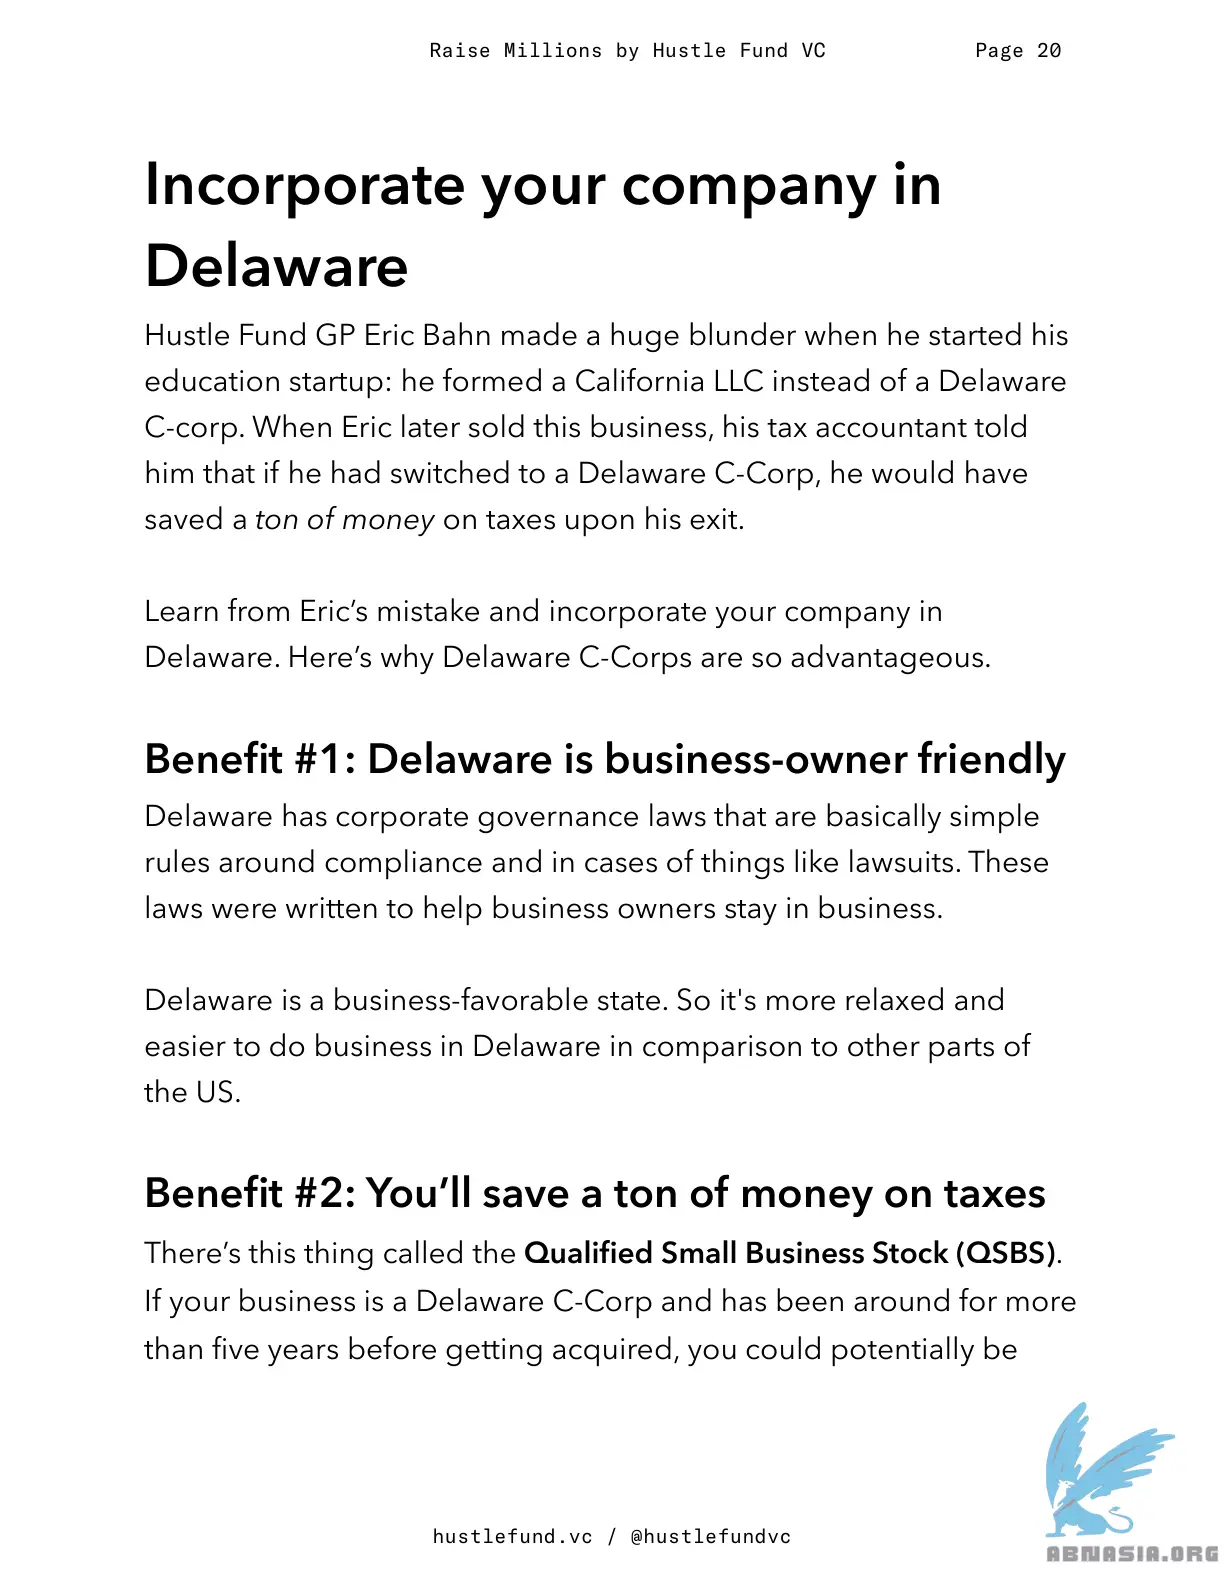 Raise Millions by Hustle Fund VC Page 20
Incorporate your company in
Delaware
Hustle Fund GP Eric Bahn made a huge blunder when he started his
education startup: he formed a California LLC instead of a Delaware
C-corp. When Eric later sold this business, his tax accountant told
him that if he had switched to a Delaware C-Corp, he would have
saved a ton of money on taxes upon his exit.
Learn from Eric’s mistake and incorporate your company in
Delaware. Here’s why Delaware C-Corps are so advantageous.
Benefit #1: Delaware is business-owner friendly
Delaware has corporate governance laws that are basically simple
rules around compliance and in cases of things like lawsuits. These
laws were written to help business owners stay in business.
Delaware is a business-favorable state. So it's more relaxed and
easier to do business in Delaware in comparison to other parts of
the US.
Benefit #2: You’ll save a ton of money on taxes
There’s this thing called the Qualified Small Business Stock (QSBS).
If your business is a Delaware C-Corp and has been around for more
than five years before getting acquired, you could potentially be
hustlefund.vc / @hustlefundvc
ABNASIA.ORG